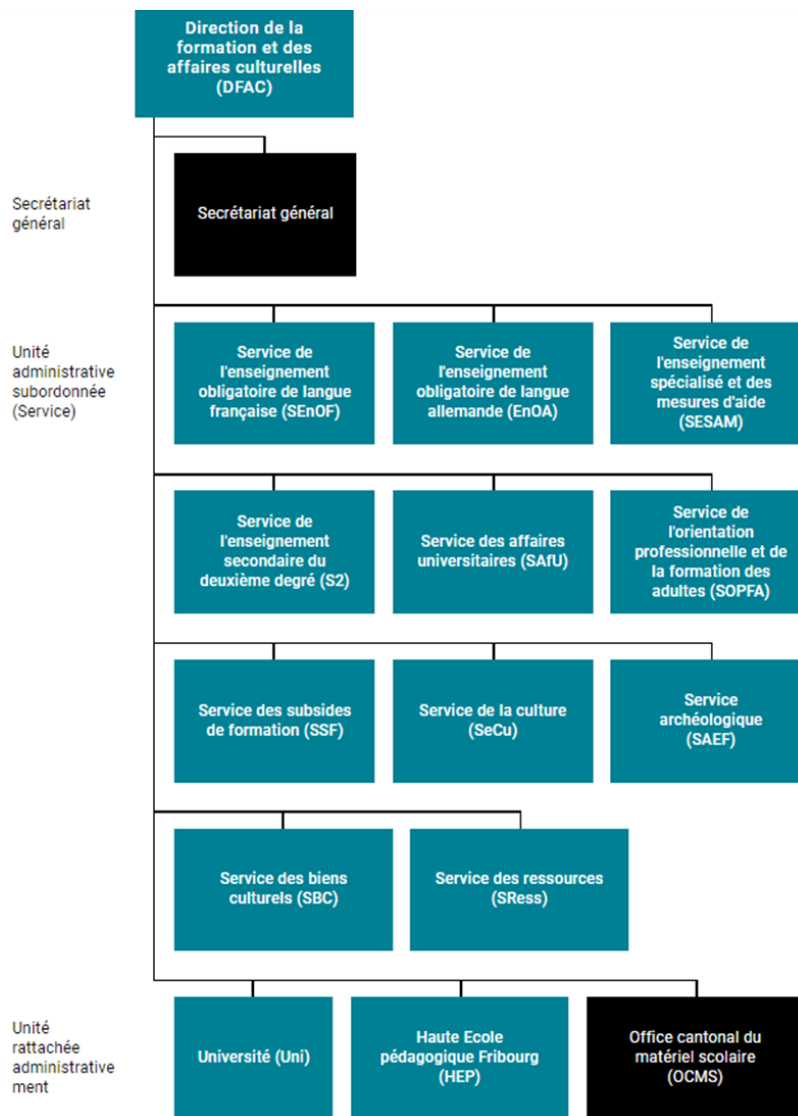 Direction de la
formation et des
affaires culturelles
(DFAC)
Secrétariat
général
Secrétariat général
Unité
administrative
subordonnée
(Service)
Service de
l'enseignement
obligatoire de langue
française (SEnOF)
Service de
l'enseignement
obligatoire de langue
allemande (EnOA)
Service de
l'enseignement
spécialisé et des
mesures d'aide
(SESAM)
Service de
l'enseignement
secondaire du
deuxième degré (S2)
Service des affaires
universitaires (SAfU)
Service de
l'orientation
professionnelle et de
la formation des
adultes (SOPFA)
Service des subsides
de formation (SSF)
Service de la culture
(SeCu)
Service
archéologique
(SAEF)
Service des biens
culturels (SBC)
Service des ressources
(SRess)
Unité
rattachée
administrative
ment
Université (Uni)
Haute Ecole
pédagogique Fribourg
(HEP)
Office cantonal du
matériel scolaire
(OCMS)